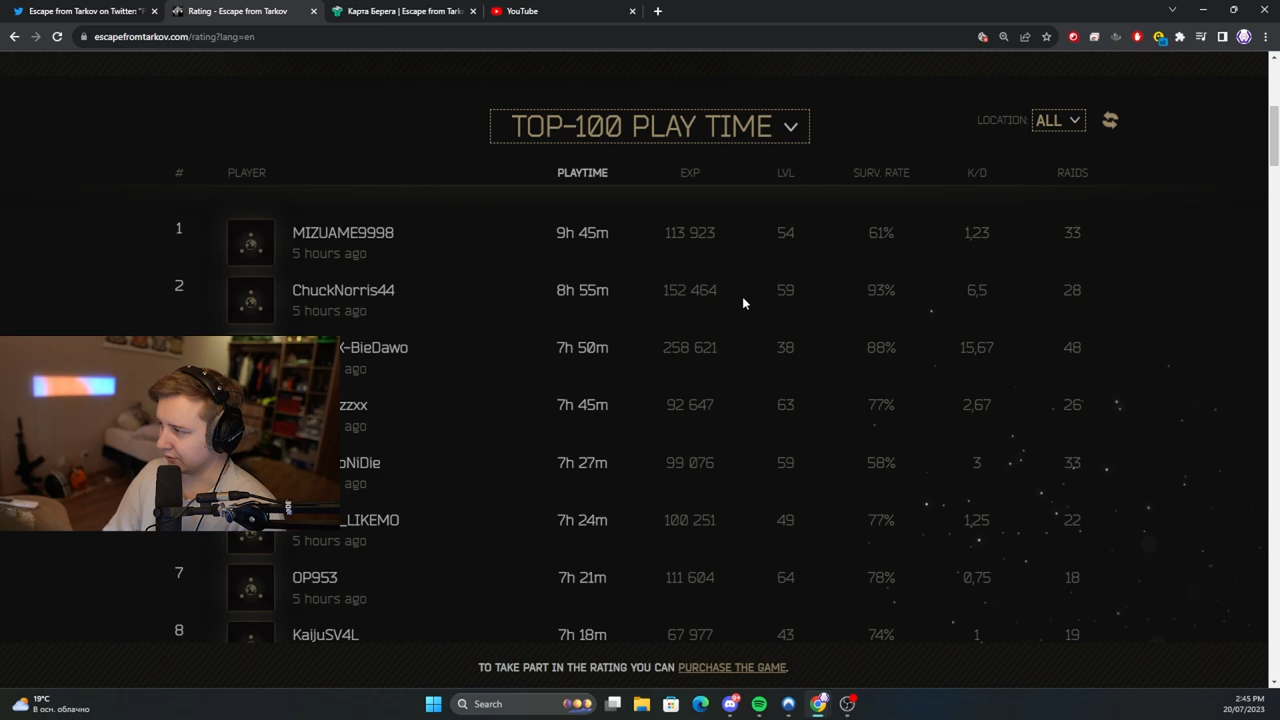 Escape from Tarkov on Twitter: "F
Rating - Escape from Tarkov
Карта Берега | Escape from Tark
YouTube
escapefromtarkov.com/rating?lang=en
TOP-100 PLAY TIME
LOCATION: ALL
# PLAYER PLAYTIME EXP LVL SURV. RATE K/D RAIDS
1 MIZUAME9998 9h 45m 113 923 54 61% 1,23 33
5 hours ago
2 ChuckNorris44 8h 55m 152 464 59 93% 6,5 28
5 hours ago
-BieDawo 7h 50m 258 621 38 88% 15,67 48
ago
zzxx 7h 45m 92 647 63 77% 2,67 26
ago
oNiDie 7h 27m 99 076 59 58% 3 33
ago
_LIKEMO 7h 24m 100 251 49 77% 1,25 22
5 hours ago
7 OP953 7h 21m 111 604 64 78% 0,75 18
5 hours ago
8 KaijuSV4L 7h 18m 67 977 43 74% 1 19
TO TAKE PART IN THE RATING YOU CAN PURCHASE THE GAME.
19°C
В осн. облачно
Search
2:45 PM
20/07/2023